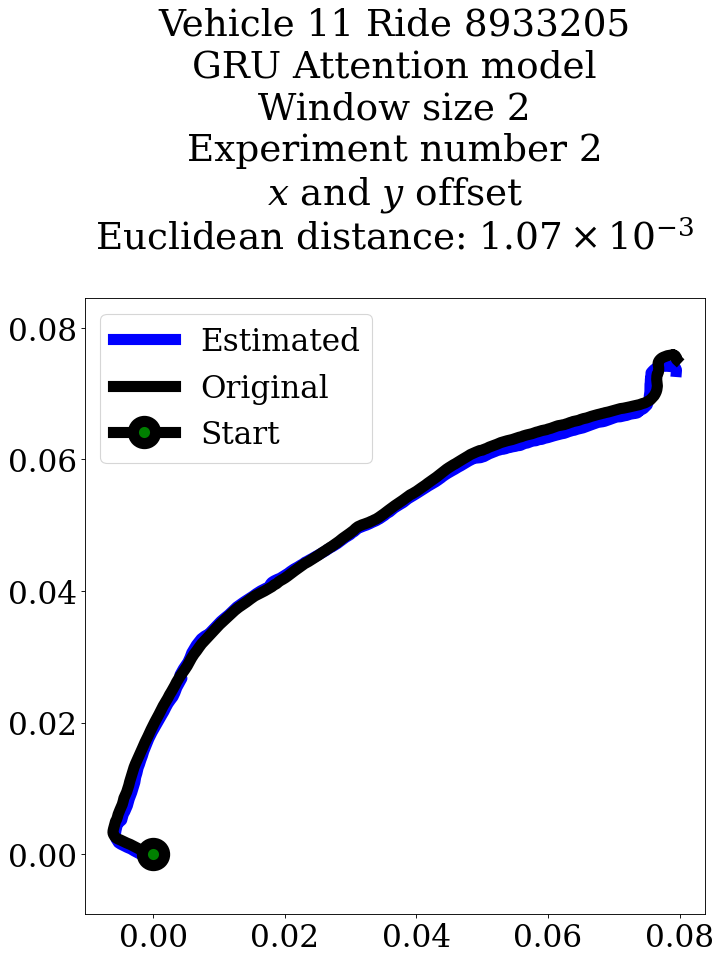 Vehicle 11 Ride 8933205
GRU Attention model
Window size 2
Experiment number 2
x and y offset
Euclidean distance: 1.07 × 10⁻³
Estimated
Original
Start
0.08
0.06
0.04
0.02
0.00
0.00 0.02 0.04 0.06 0.08